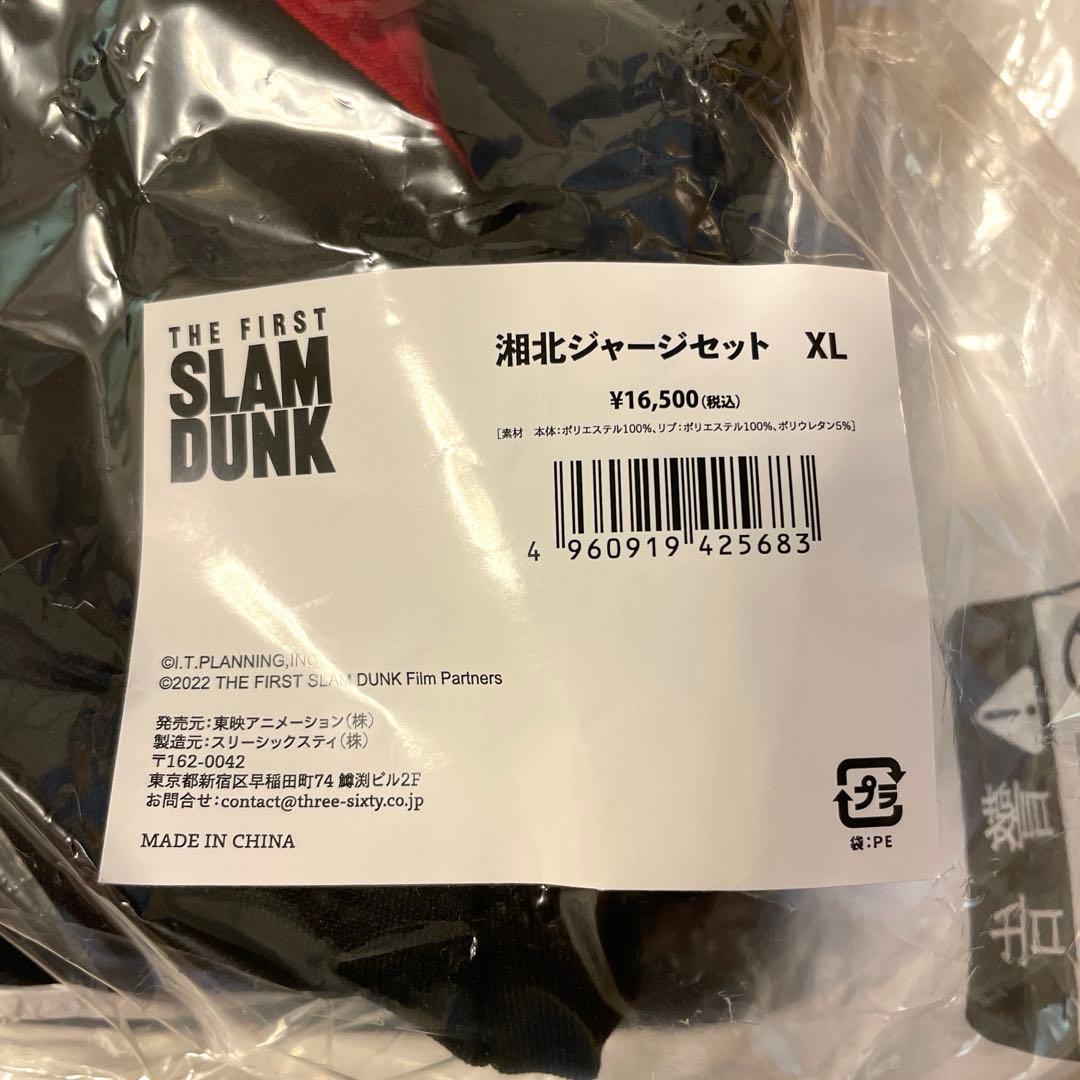 THE FIRST
SLAM
DUNK
湘北ジャージセット XL
¥16,500(税込)
[素材 本体:ポリエステル100%、リブ:ポリエステル100%、ポリウレタン5%]
4 960919 425683
©I.T.PLANNING,INC
©2022 THE FIRST SLAM DUNK Film Partners
発売元:東映アニメーション(株)
製造元:スリーシックスティ(株)
〒162-0042
東京都新宿区早稲田町74 鱒渕ビル2F
お問合せ:contact@three-sixty.co.jp
MADE IN CHINA
プラ
袋:PE